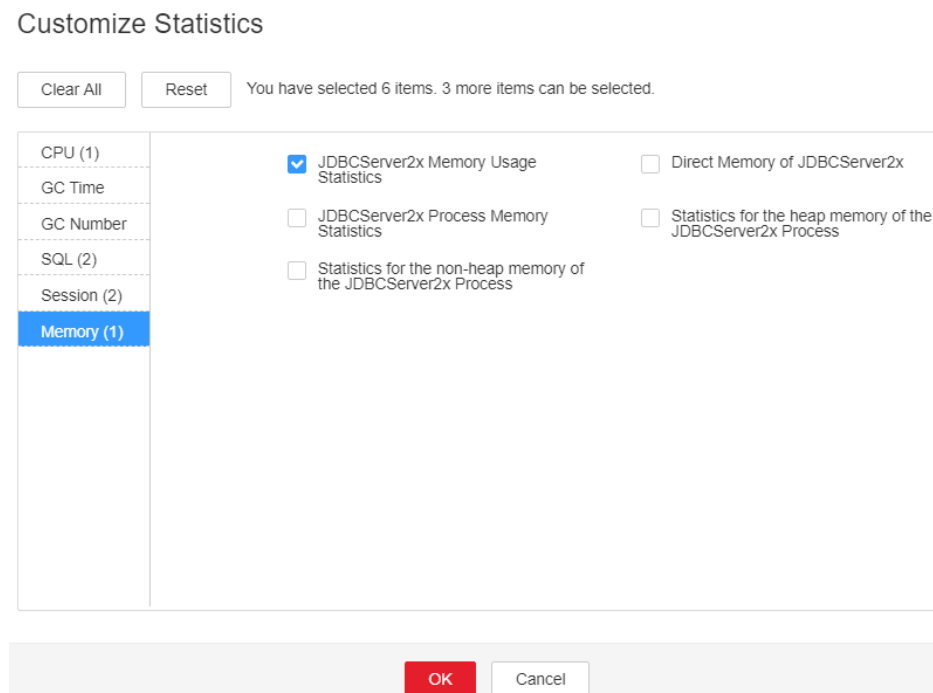 Customize Statistics
Clear All
Reset
You have selected 6 items. 3 more items can be selected.
CPU (1)
GC Time
GC Number
SQL (2)
Session (2)
Memory (1)
JDBCServer2x Memory Usage
Statistics
Direct Memory of JDBCServer2x
JDBCServer2x Process Memory
Statistics
Statistics for the heap memory of the
JDBCServer2x Process
Statistics for the non-heap memory of
the JDBCServer2x Process
OK
Cancel